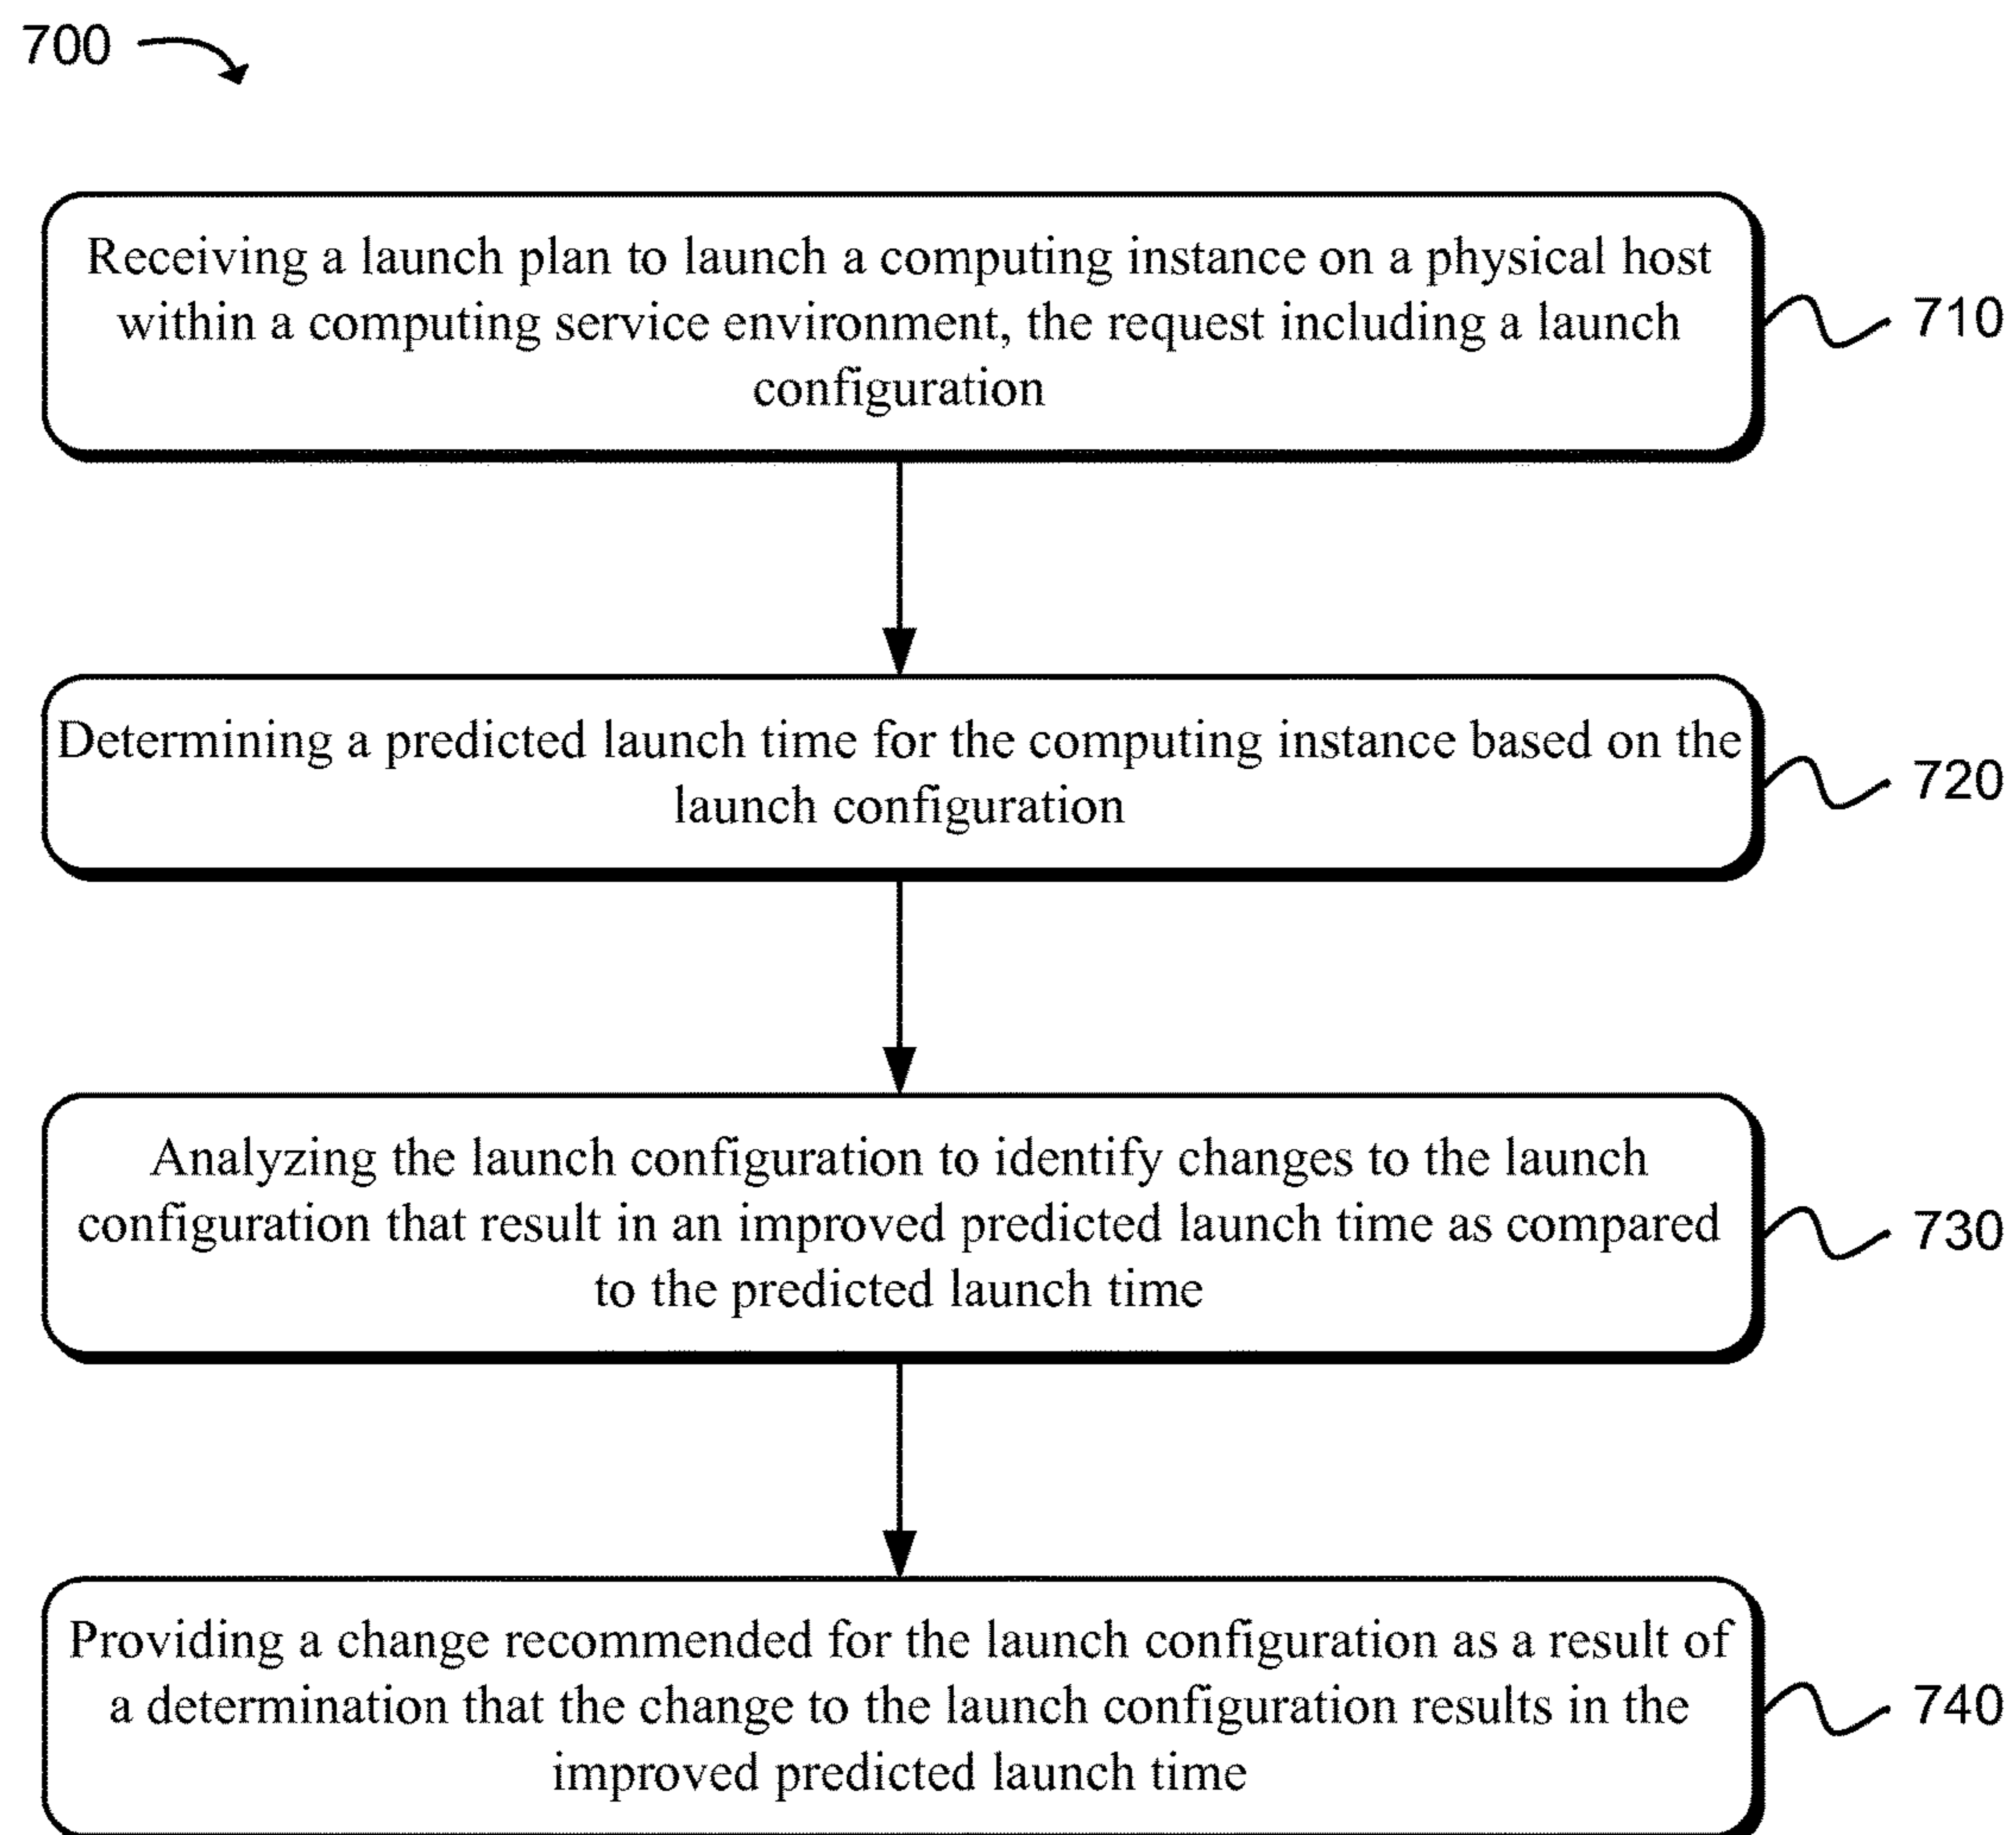 700
Receiving a launch plan to launch a computing instance on a physical host
within a computing service environment, the request including a launch
configuration
710
Determining a predicted launch time for the computing instance based on the
launch configuration
720
Analyzing the launch configuration to identify changes to the launch
configuration that result in an improved predicted launch time as compared
to the predicted launch time
730
Providing a change recommended for the launch configuration as a result of
a determination that the change to the launch configuration results in the
improved predicted launch time
740